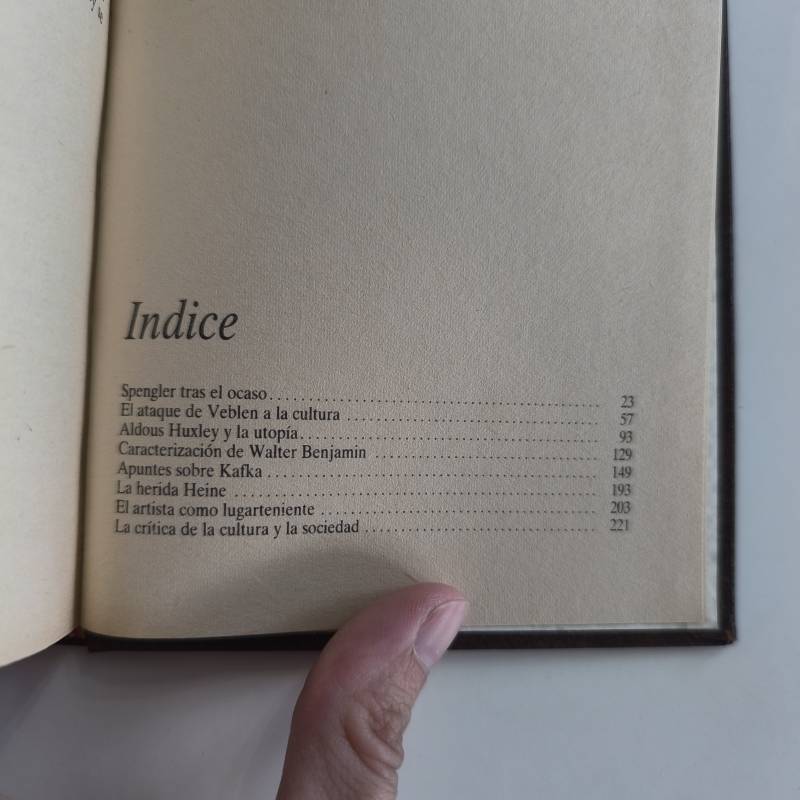 Indice
Spengler tras el ocaso 23
El ataque de Veblen a la cultura 57
Aldous Huxley y la utopía 93
Caracterización de Walter Benjamin 129
Apuntes sobre Kafka 149
La herida Heine 193
El artista como lugarteniente 203
La crítica de la cultura y la sociedad 221